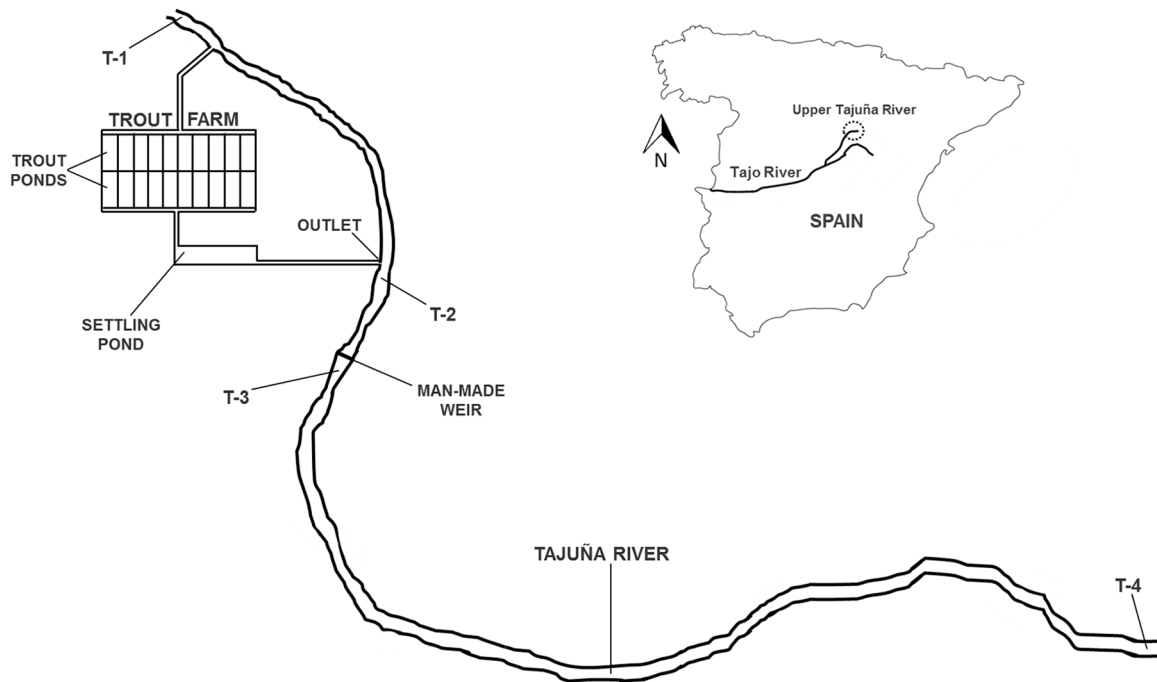 T-1
TROUT FARM
TROUT
PONDS
OUTLET
SETTLING
POND
T-2
T-3
MAN-MADE
WEIR
TAJUÑA RIVER
T-4
Upper Tajuña River
N
Tajo River
SPAIN